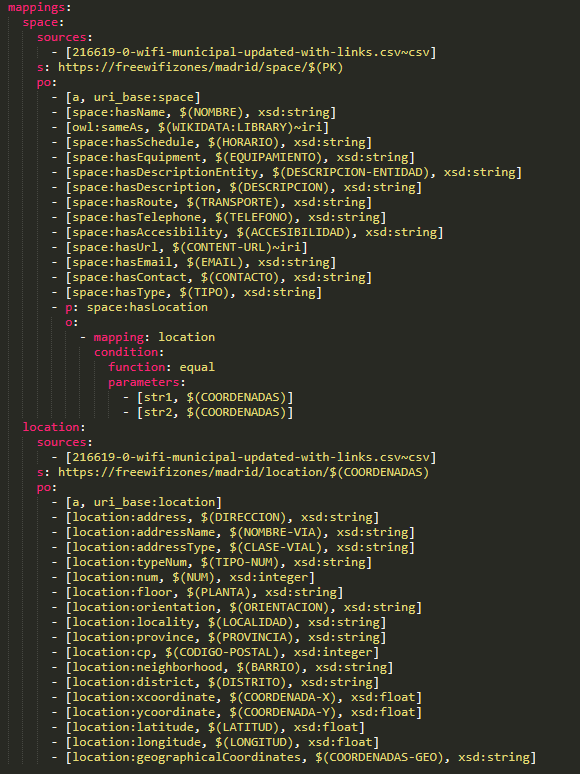 mappings:
space:
sources:
- [216619-0-wifi-municipal-updated-with-links.csv~csv]
s: https://freewifizones/madrid/space/$(PK)
po:
- [a, uri_base:space]
- [space:hasName, $(NOMBRE), xsd:string]
- [owl:sameAs, $(WIKIDATA:LIBRARY)~iri]
- [space:hasSchedule, $(HORARIO), xsd:string]
- [space:hasEquipment, $(EQUIPAMIENTO), xsd:string]
- [space:hasDescriptionEntity, $(DESCRIPCION-ENTIDAD), xsd:string]
- [space:hasDescription, $(DESCRIPCION), xsd:string]
- [space:hasRoute, $(TRANSPORTE), xsd:string]
- [space:hasTelephone, $(TELEFONO), xsd:string]
- [space:hasAccesibility, $(ACCESIBILIDAD), xsd:string]
- [space:hasUrl, $(CONTENT-URL)~iri]
- [space:hasEmail, $(EMAIL), xsd:string]
- [space:hasContact, $(CONTACTO), xsd:string]
- [space:hasType, $(TIPO), xsd:string]
- p: space:hasLocation
o:
- mapping: location
condition:
function: equal
parameters:
- [str1, $(COORDENADAS)]
- [str2, $(COORDENADAS)]
location:
sources:
- [216619-0-wifi-municipal-updated-with-links.csv~csv]
s: https://freewifizones/madrid/location/$(COORDENADAS)
po:
- [a, uri_base:location]
- [location:address, $(DIRECCION), xsd:string]
- [location:addressName, $(NOMBRE-VIA), xsd:string]
- [location:addressType, $(CLASE-VIAL), xsd:string]
- [location:typeNum, $(TIPO-NUM), xsd:string]
- [location:num, $(NUM), xsd:integer]
- [location:floor, $(PLANTA), xsd:string]
- [location:orientation, $(ORIENTACION), xsd:string]
- [location:locality, $(LOCALIDAD), xsd:string]
- [location:province, $(PROVINCIA), xsd:string]
- [location:cp, $(CODIGO-POSTAL), xsd:integer]
- [location:neighborhood, $(BARRIO), xsd:string]
- [location:district, $(DISTRITO), xsd:string]
- [location:xcoordinate, $(COORDENADA-X), xsd:float]
- [location:ycoordinate, $(COORDENADA-Y), xsd:float]
- [location:latitude, $(LATITUD), xsd:float]
- [location:longitude, $(LONGITUD), xsd:float]
- [location:geographicalCoordinates, $(COORDENADAS-GEO), xsd:string]